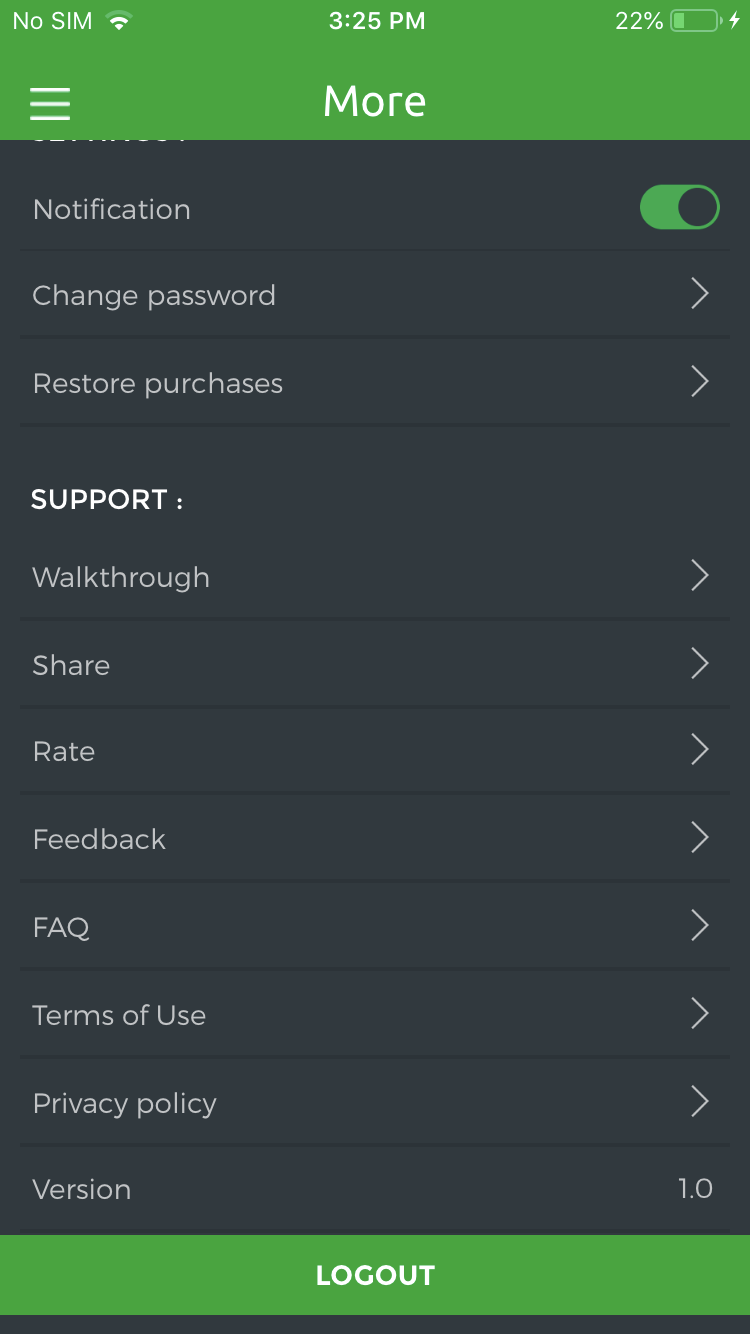 No SIM 3:25 PM 22%
More
Notification
Change password
Restore purchases
SUPPORT :
Walkthrough
Share
Rate
Feedback
FAQ
Terms of Use
Privacy policy
Version 1.0
LOGOUT